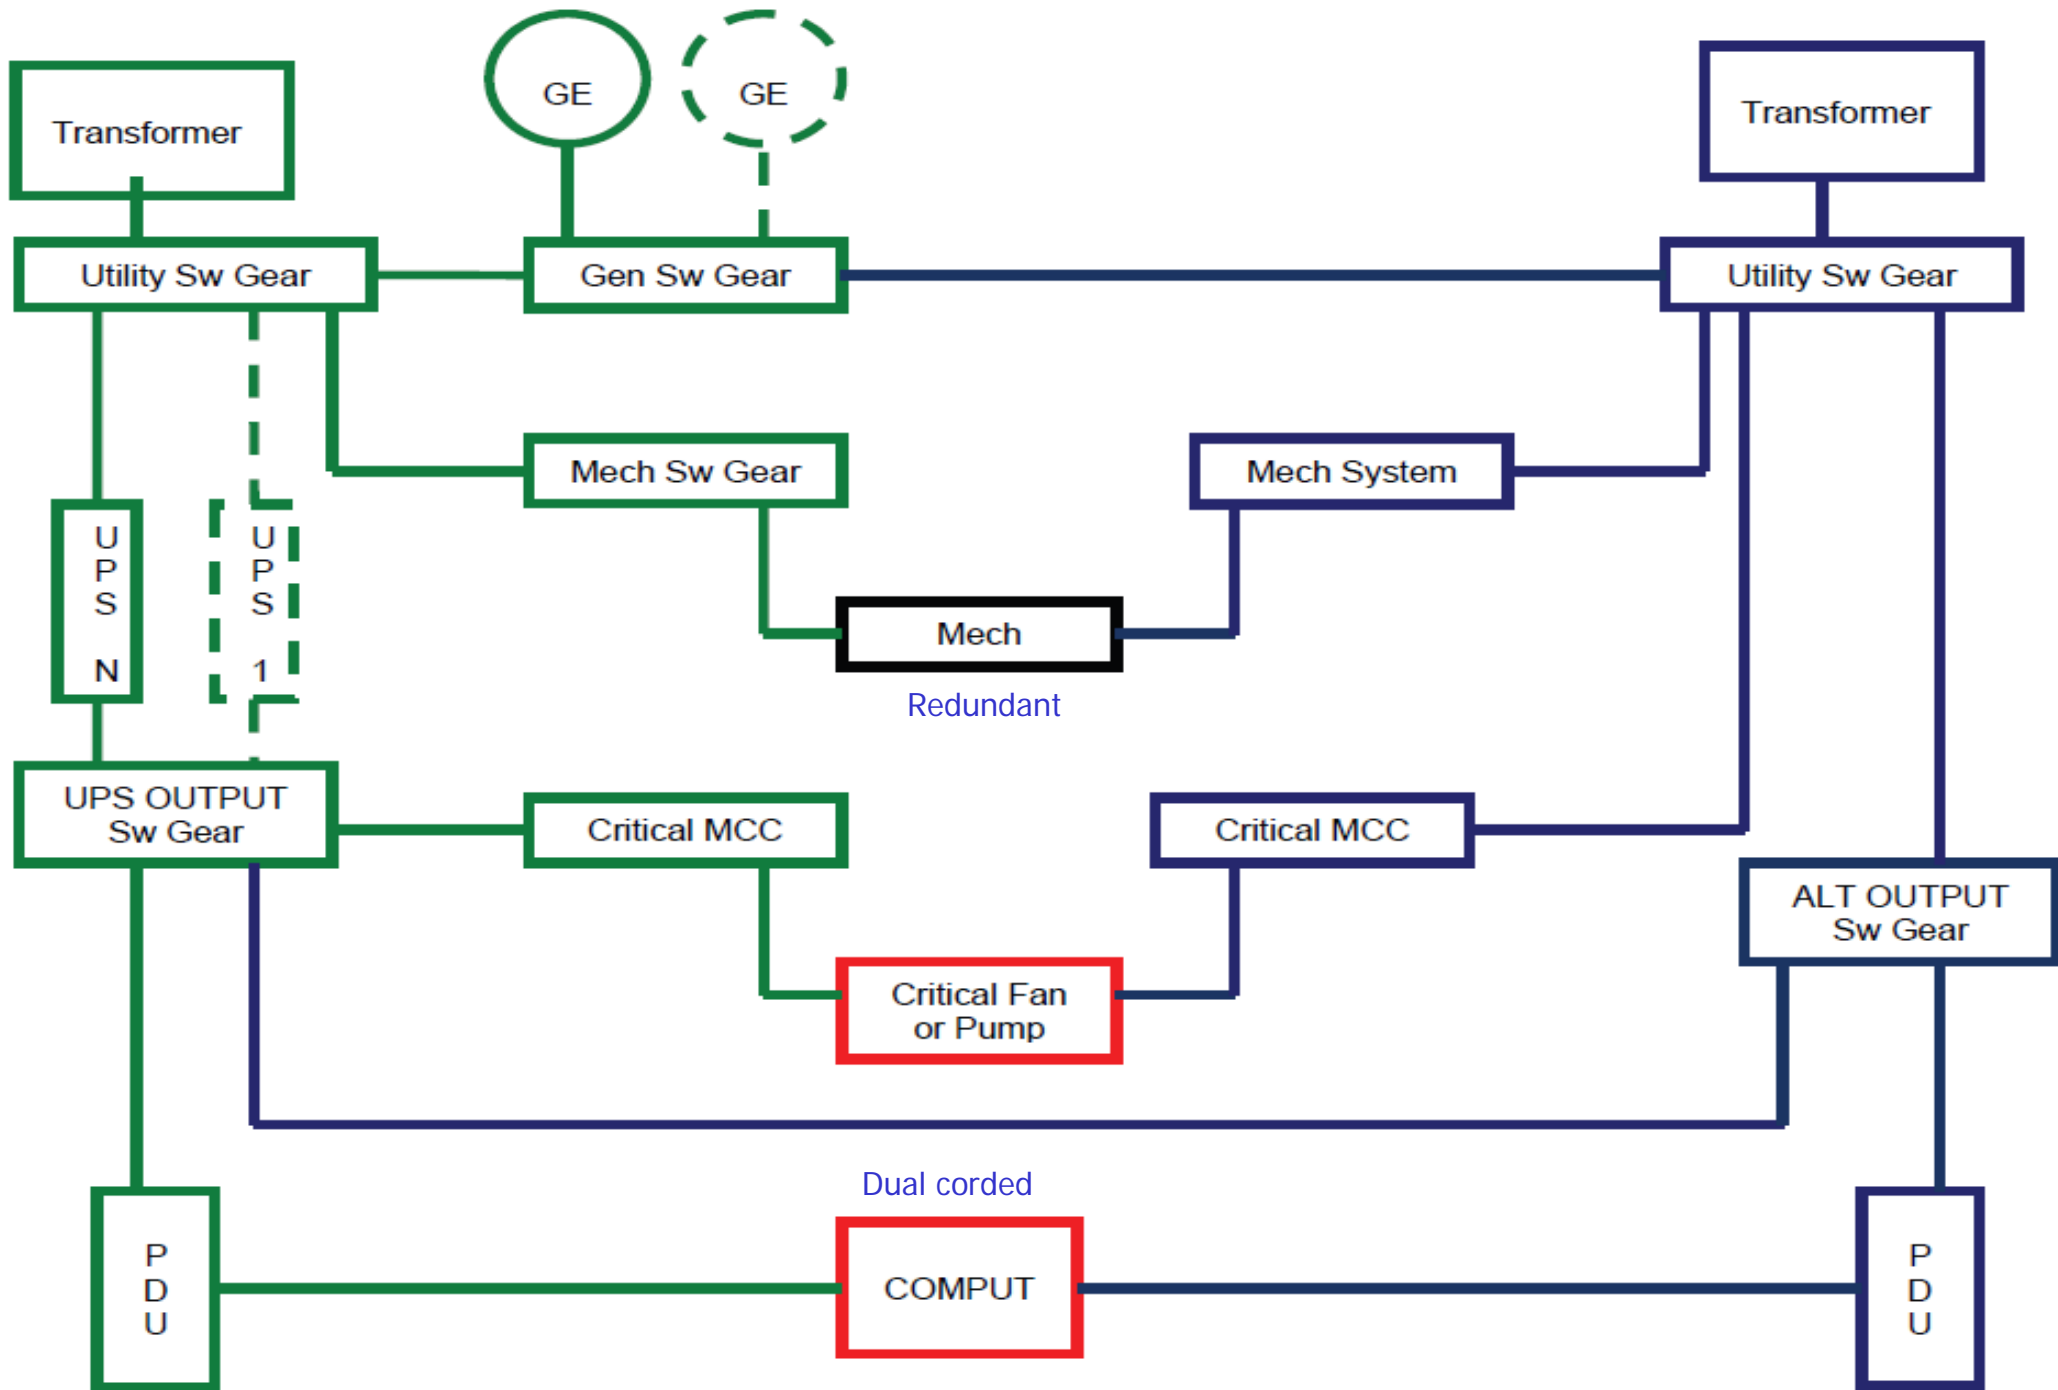 GE
GE
Transformer
Transformer
Utility Sw Gear
Gen Sw Gear
Utility Sw Gear
Mech Sw Gear
Mech System
U
P
S
N
U
P
S
1
Mech
Redundant
UPS OUTPUT
Sw Gear
Critical MCC
Critical MCC
ALT OUTPUT
Sw Gear
Critical Fan
or Pump
Dual corded
P
D
U
COMPUT
P
D
U